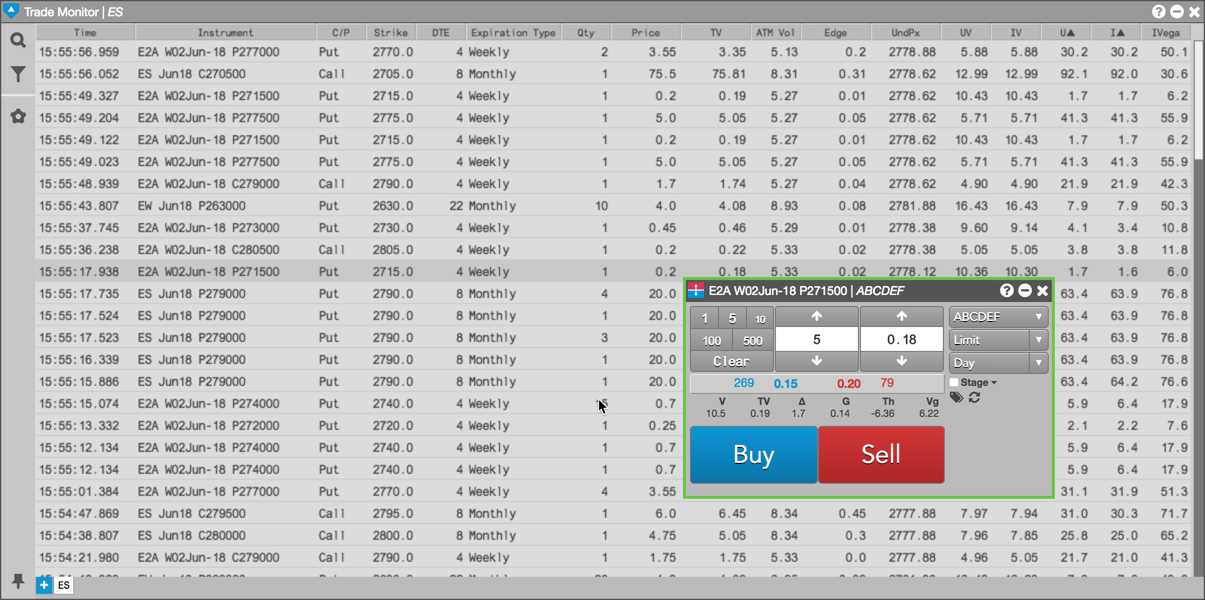 Trade Monitor | ES
Time Instrument C/P Strike DTE Expiration Type Qty Price TV ATM Vol Edge UndPx UV IV U▲ I▲ IVega
15:55:56.959 E2A W02Jun-18 P277000 Put 2770.0 4 Weekly 2 3.55 3.35 5.13 0.2 2778.88 5.88 5.88 30.2 30.2 50.1
15:55:56.052 ES Jun18 C270500 Call 2705.0 8 Monthly 1 75.5 75.81 8.31 0.31 2778.62 12.99 12.99 92.1 92.0 30.6
15:55:49.327 E2A W02Jun-18 P271500 Put 2715.0 4 Weekly 1 0.2 0.19 5.27 0.01 2778.62 10.43 10.43 1.7 1.7 6.2
15:55:49.204 E2A W02Jun-18 P277500 Put 2775.0 4 Weekly 1 5.0 5.05 5.27 0.05 2778.62 5.71 5.71 41.3 41.3 55.9
15:55:49.122 E2A W02Jun-18 P271500 Put 2715.0 4 Weekly 1 0.2 0.19 5.27 0.01 2778.62 10.43 10.43 1.7 1.7 6.2
15:55:49.023 E2A W02Jun-18 P277500 Put 2775.0 4 Weekly 1 5.0 5.05 5.27 0.05 2778.62 5.71 5.71 41.3 41.3 55.9
15:55:48.939 E2A W02Jun-18 C279000 Call 2790.0 4 Weekly 1 1.7 1.74 5.27 0.04 2778.62 4.90 4.90 21.9 21.9 42.3
15:55:43.807 EW Jun18 P263000 Put 2630.0 22 Monthly 10 4.0 4.08 8.93 0.08 2781.88 16.43 16.43 7.9 7.9 50.3
15:55:37.745 E2A W02Jun-18 P273000 Put 2730.0 4 Weekly 1 0.45 0.46 5.29 0.01 2778.38 9.60 9.14 4.1 3.4 10.8
15:55:36.238 E2A W02Jun-18 C280500 Call 2805.0 4 Weekly 1 0.2 0.22 5.33 0.02 2778.38 5.05 5.05 3.8 3.8 11.8
15:55:17.938 E2A W02Jun-18 P271500 Put 2715.0 4 Weekly 1 0.2 0.18 5.33 0.02 2778.12 10.36 10.30 1.7 1.6 6.0
15:55:17.735 ES Jun18 P279000 Put 2790.0 8 Monthly 4 20.0 63.4 63.9 76.8
15:55:17.524 ES Jun18 P279000 Put 2790.0 8 Monthly 1 20.0 63.4 63.9 76.8
15:55:17.523 ES Jun18 P279000 Put 2790.0 8 Monthly 3 20.0 63.4 63.9 76.8
15:55:16.339 ES Jun18 P279000 Put 2790.0 8 Monthly 1 20.0 63.4 63.9 76.8
15:55:15.886 ES Jun18 P279000 Put 2790.0 8 Monthly 1 20.0 63.4 64.2 76.6
15:55:15.074 E2A W02Jun-18 P274000 Put 2740.0 4 Weekly 0.7 5.9 6.4 17.9
15:55:13.332 E2A W02Jun-18 P272000 Put 2720.0 4 Weekly 1 0.25 2.1 2.2 7.6
15:55:12.134 E2A W02Jun-18 P274000 Put 2740.0 4 Weekly 1 0.7 5.9 6.4 17.9
15:55:12.134 E2A W02Jun-18 P274000 Put 2740.0 4 Weekly 1 0.7 5.9 6.4 17.9
15:55:01.384 E2A W02Jun-18 P277000 Put 2770.0 4 Weekly 4 3.55 31.1 31.9 51.3
15:54:47.869 ES Jun18 C279500 Call 2795.0 8 Monthly 1 6.0 6.45 8.34 0.45 2777.88 7.97 7.94 31.0 30.3 71.7
15:54:38.807 ES Jun18 C280000 Call 2800.0 8 Monthly 1 4.75 5.05 8.34 0.3 2777.88 7.96 7.85 25.8 25.0 65.2
15:54:21.980 E2A W02Jun-18 C279000 Call 2790.0 4 Weekly 1 1.75 1.75 5.33 0.0 2777.88 4.96 5.05 21.7 21.7 41.3
ES
E2A W02Jun-18 P271500 | ABCDEF
1 5 10
100 500
Clear
5
0.18
ABCDEF
Limit
Day
Stage
269 0.15 0.20 79
V TV Δ G Th Vg
10.5 0.19 1.7 0.14 -6.36 6.22
Buy Sell